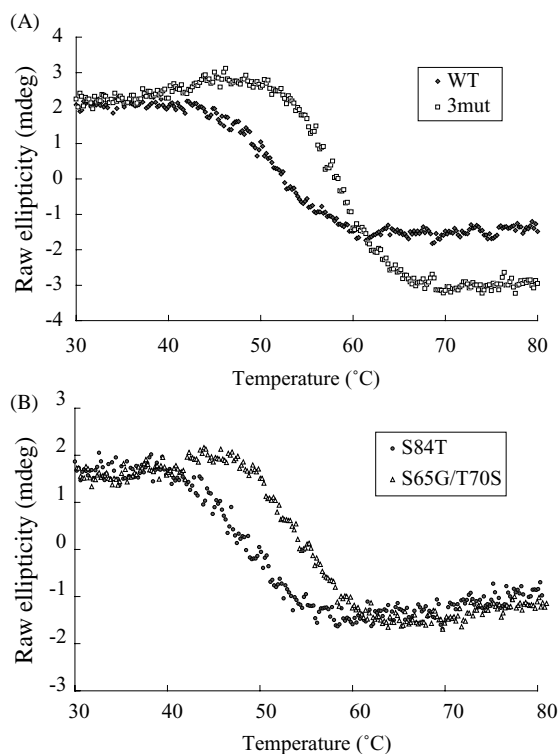 (A)
4
3
2
1
0
-1
-2
-3
-4
Raw ellipticity (mdeg)
WT
3mut
30 40 50 60 70 80
Temperature (˚C)
(B)
3
2
1
0
-1
-2
-3
Raw ellipticity (mdeg)
S84T
S65G/T70S
30 40 50 60 70 80
Temperature (˚C)